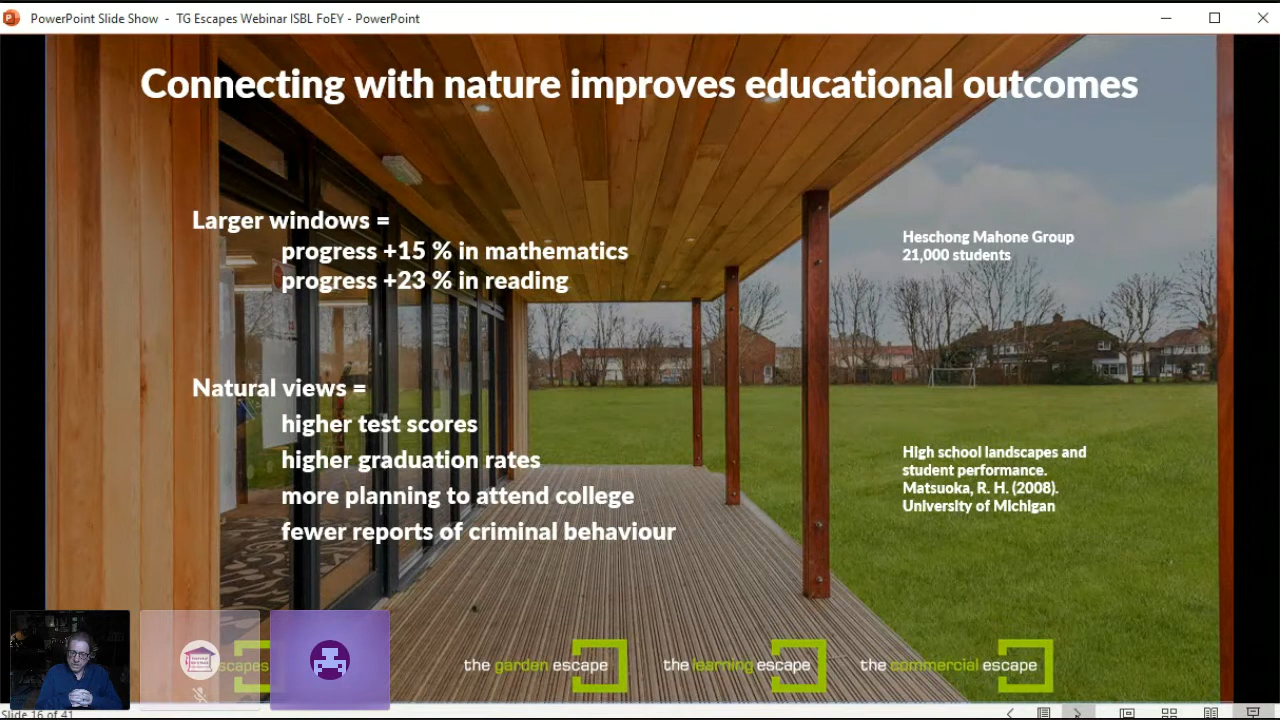 PowerPoint Slide Show - TG Escapes Webinar ISBL FoEY - PowerPoint
Connecting with nature improves educational outcomes
Larger windows =
progress +15 % in mathematics
progress +23 % in reading
Heschong Mahone Group
21,000 students
Natural views =
higher test scores
higher graduation rates
more planning to attend college
fewer reports of criminal behaviour
High school landscapes and
student performance.
Matsuoka, R. H. (2008).
University of Michigan
escapes
the garden escape
the learning escape
the commercial escape
Slide 16 of 41